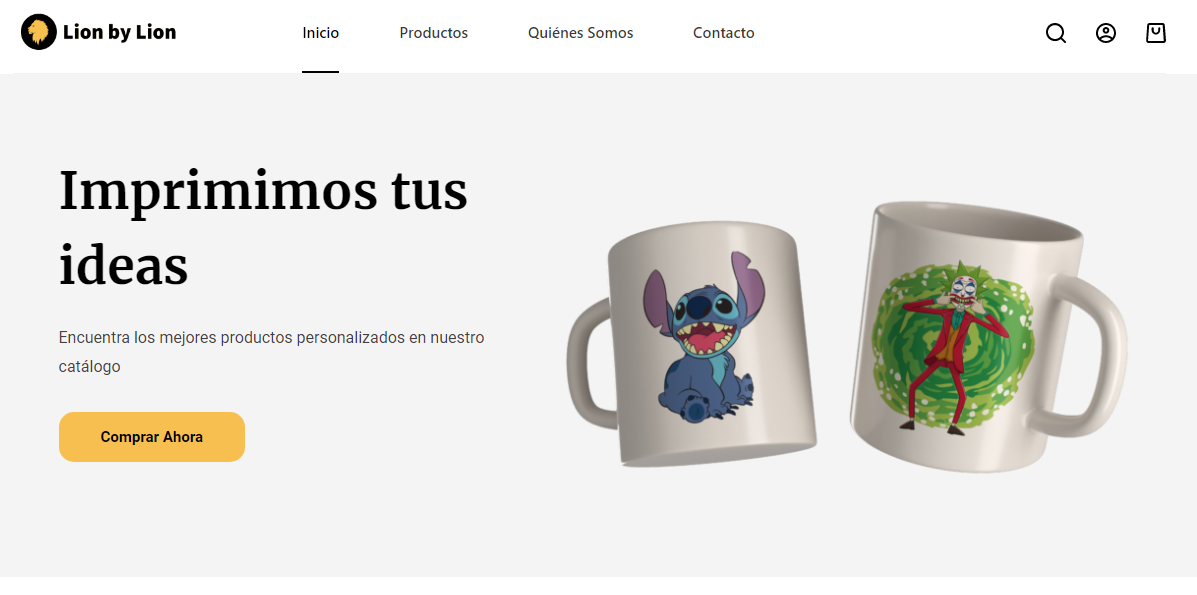 Lion by Lion
Inicio
Productos
Quiénes Somos
Contacto
Imprimimos tus
ideas
Encuentra los mejores productos personalizados en nuestro
catálogo
Comprar Ahora